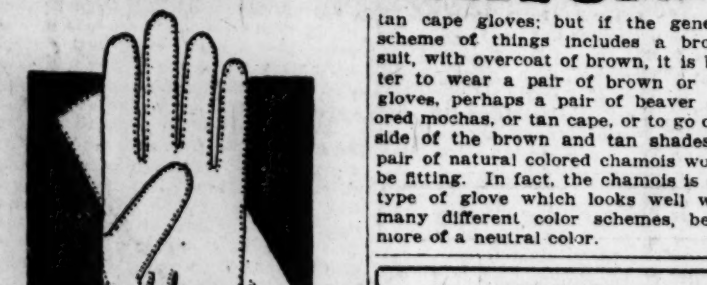 tan cape gloves; but if the gene
scheme of things includes a bro
suit, with overcoat of brown, it is
ter to wear a pair of brown or
gloves, perhaps a pair of beaver
ored mochas, or tan cape, or to go o
side of the brown and tan shades
pair of natural colored chamois wo
be fitting. In fact, the chamois is
type of glove which looks well w
many different color schemes, be
more of a neutral color.